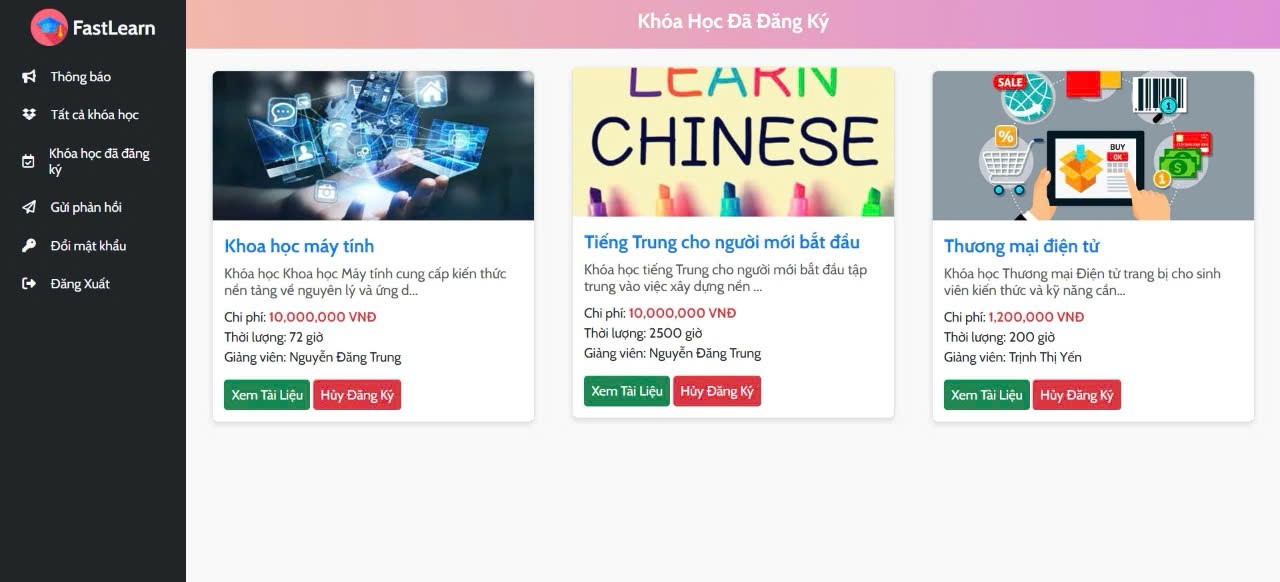 FastLearn
Thông báo
Tất cả khóa học
Khóa học đã đăng
ký
Gửi phản hồi
Đổi mật khẩu
Đăng Xuất
Khóa Học Đã Đăng Ký
Khoa học máy tính
Khóa học Khoa học Máy tính cung cấp kiến thức
nền tảng về nguyên lý và ứng d...
Chi phí: 10,000,000 VNĐ
Thời lượng: 72 giờ
Giảng viên: Nguyễn Đăng Trung
Xem Tài Liệu
Hủy Đăng Ký
LEARN
CHINESE
Tiếng Trung cho người mới bắt đầu
Khóa học tiếng Trung cho người mới bắt đầu tập
trung vào việc xây dựng nền ...
Chi phí: 10,000,000 VNĐ
Thời lượng: 2500 giờ
Giảng viên: Nguyễn Đăng Trung
Xem Tài Liệu
Hủy Đăng Ký
SALE
1
%
BUY
OK
$
1
Thương mại điện tử
Khóa học Thương mại Điện tử trang bị cho sinh
viên kiến thức và kỹ năng cần...
Chi phí: 1,200,000 VNĐ
Thời lượng: 200 giờ
Giảng viên: Trịnh Thị Yến
Xem Tài Liệu
Hủy Đăng Ký